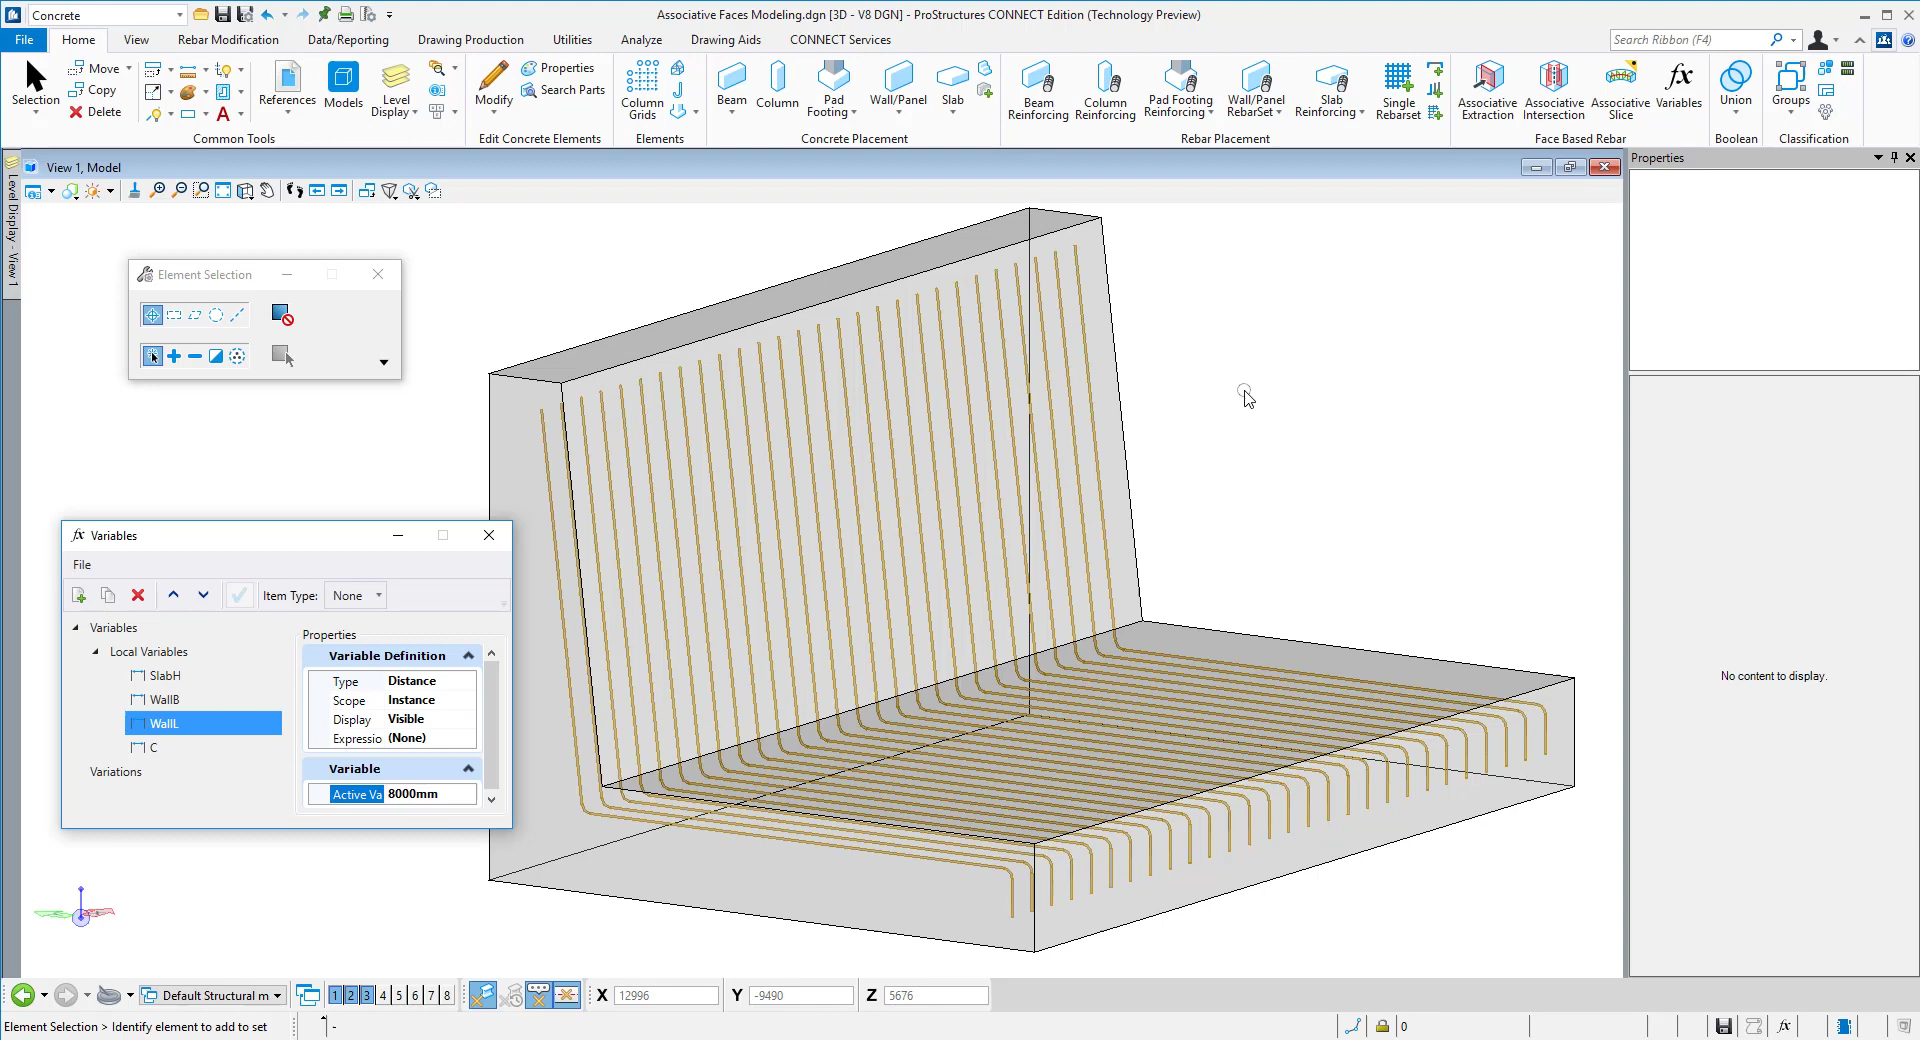 Concrete
Associative Faces Modeling.dgn [3D - V8 DGN] - ProStructures CONNECT Edition (Technology Preview)
File
Home
View
Rebar Modification
Data/Reporting
Drawing Production
Utilities
Analyze
Drawing Aids
CONNECT Services
Search Ribbon (F4)
Selection
Move
Copy
Delete
References
Models
Level Display
Common Tools
Modify
Properties
Search Parts
Edit Concrete Elements
Column Grids
Elements
Beam
Column
Pad Footing
Wall/Panel
Slab
Concrete Placement
Beam Reinforcing
Column Reinforcing
Pad Footing Reinforcing
Wall/Panel RebarSet
Slab Reinforcing
Single Rebarset
Rebar Placement
Associative Extraction
Associative Intersection
Associative Slice
fx
Variables
Face Based Rebar
Union
Boolean
Groups
Classification
View 1, Model
Properties
Level Display - View 1
Element Selection
fx Variables
File
Item Type: None
Variables
Local Variables
SlabH
WallB
WallL
C
Variations
Properties
Variable Definition
Type Distance
Scope Instance
Display Visible
Expressio (None)
Variable
Active Va 8000mm
No content to display.
Default Structural m
1 2 3 4 5 6 7 8
X 12996
Y -9490
Z 5676
Element Selection > Identify element to add to set
-
0
fx